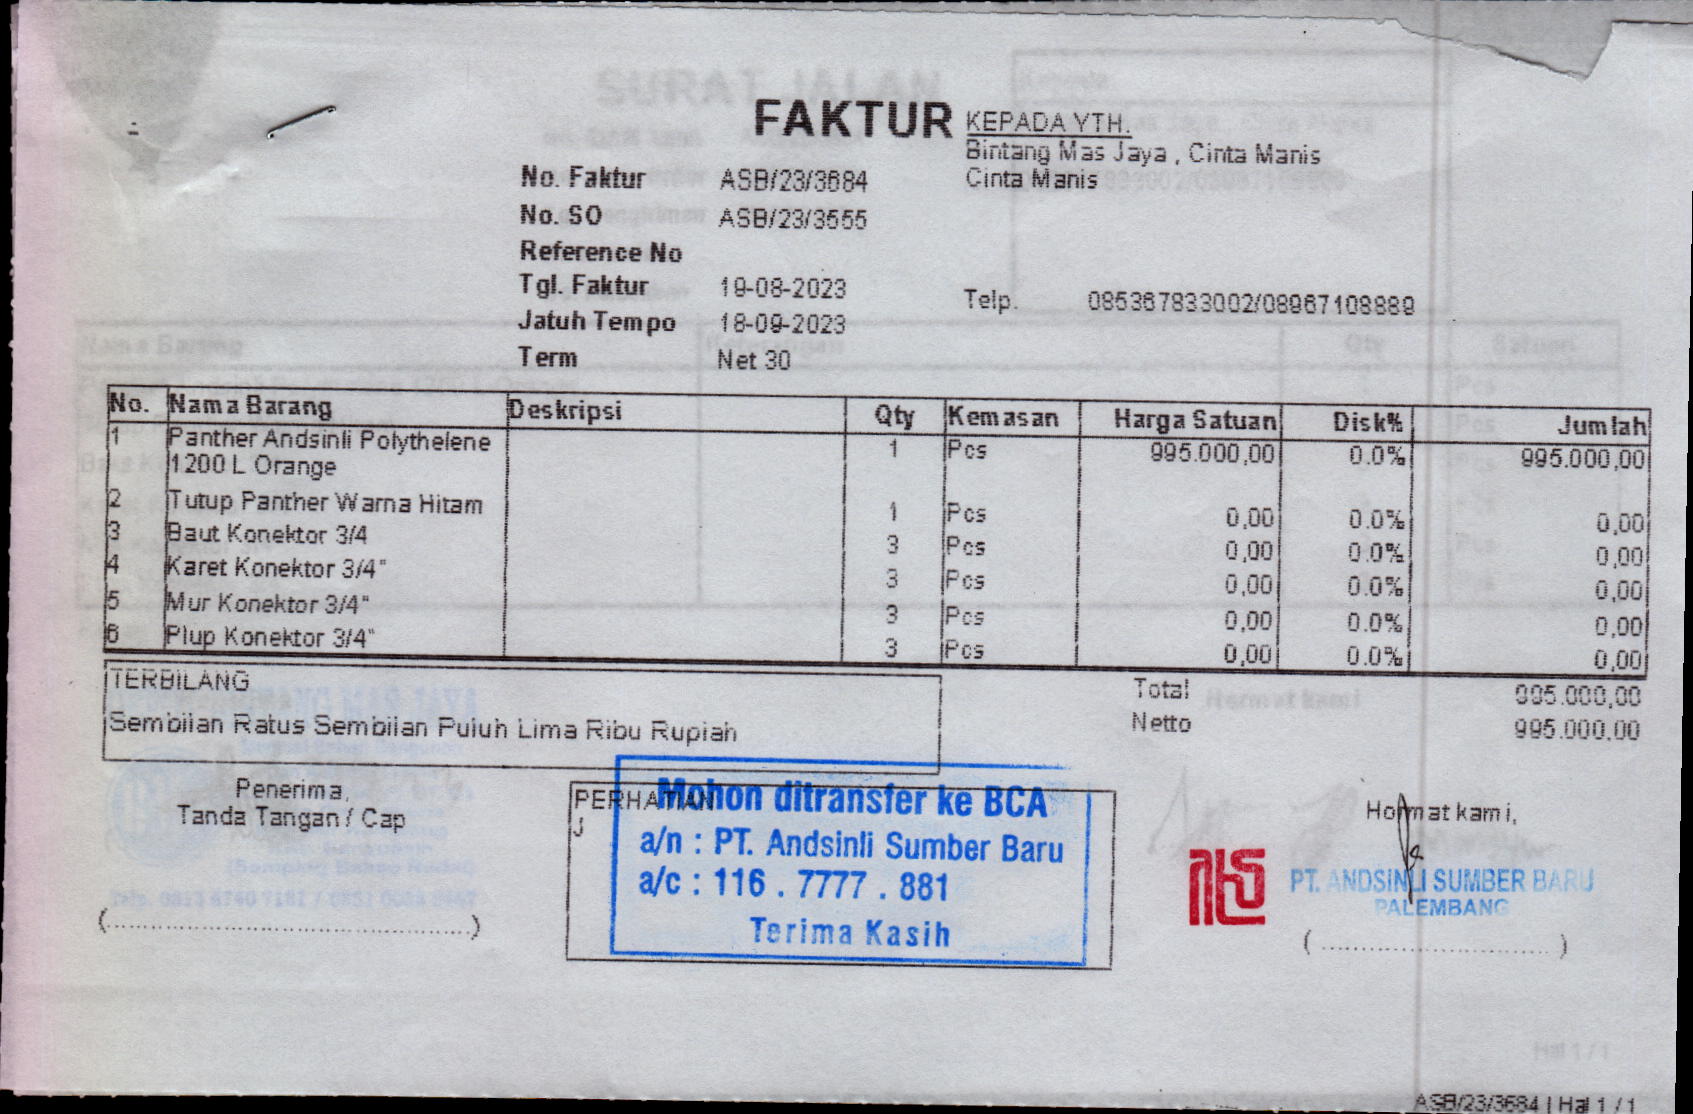 FAKTUR
KEPADA YTH.
Bintang Mas Jaya , Cinta Manis
Cinta Manis
No. Faktur ASB/23/3684
No. SO ASB/23/3555
Reference No
Tgl. Faktur 19-08-2023
Telp. 085367833002/08967108889
Jatuh Tempo 18-09-2023
Term Net 30
No. Nama Barang Deskripsi Qty Kemasan Harga Satuan Disk% Jumlah
1 Panther Andsinli Polythelene 1 Pcs 995.000,00 0.0% 995.000,00
1200 L Orange
2 Tutup Panther Warna Hitam 1 Pcs 0,00 0.0% 0,00
3 Baut Konektor 3/4 3 Pcs 0,00 0.0% 0,00
4 Karet Konektor 3/4" 3 Pcs 0,00 0.0% 0,00
5 Mur Konektor 3/4" 3 Pcs 0,00 0.0% 0,00
6 Plup Konektor 3/4" 3 Pcs 0,00 0.0% 0,00
TERBILANG
Sembilan Ratus Sembilan Puluh Lima Ribu Rupiah
Total 995.000,00
Netto 995.000,00
Penerima,
Tanda Tangan / Cap
(..............................)
PERHATIAN
J
Mohon ditransfer ke BCA
a/n : PT. Andsinli Sumber Baru
a/c : 116 . 7777 . 881
Terima Kasih
Hormat kami,
PT. ANDSINLI SUMBER BARU
PALEMBANG
( .............................. )
ASB/23/3684 | Hal 1 / 1